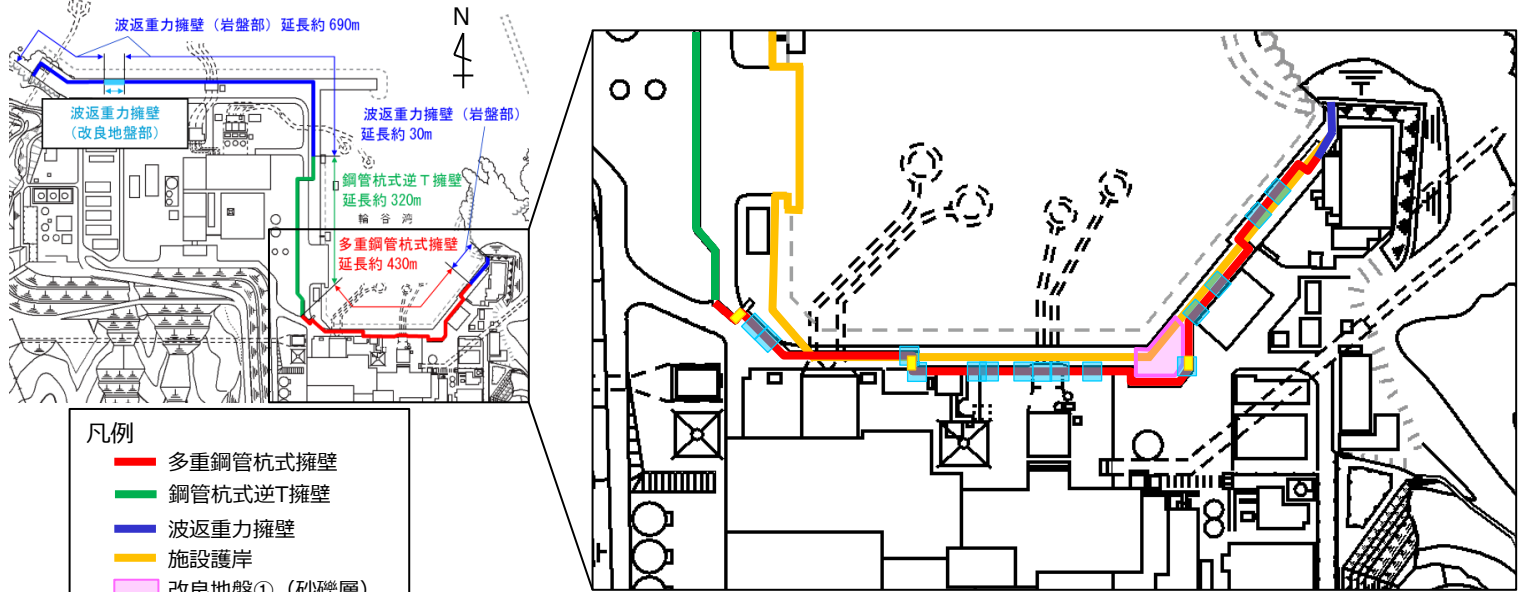 波返重力擁壁（岩盤部）延長約 690m
N
波返重力擁壁
（改良地盤部）
波返重力擁壁（岩盤部）
延長約 30m
鋼管杭式逆T擁壁
延長約 320m
輪谷湾
多重鋼管杭式擁壁
延長約 430m
凡例
多重鋼管杭式擁壁
鋼管杭式逆T擁壁
波返重力擁壁
施設護岸
改良地盤①（砂礫層）